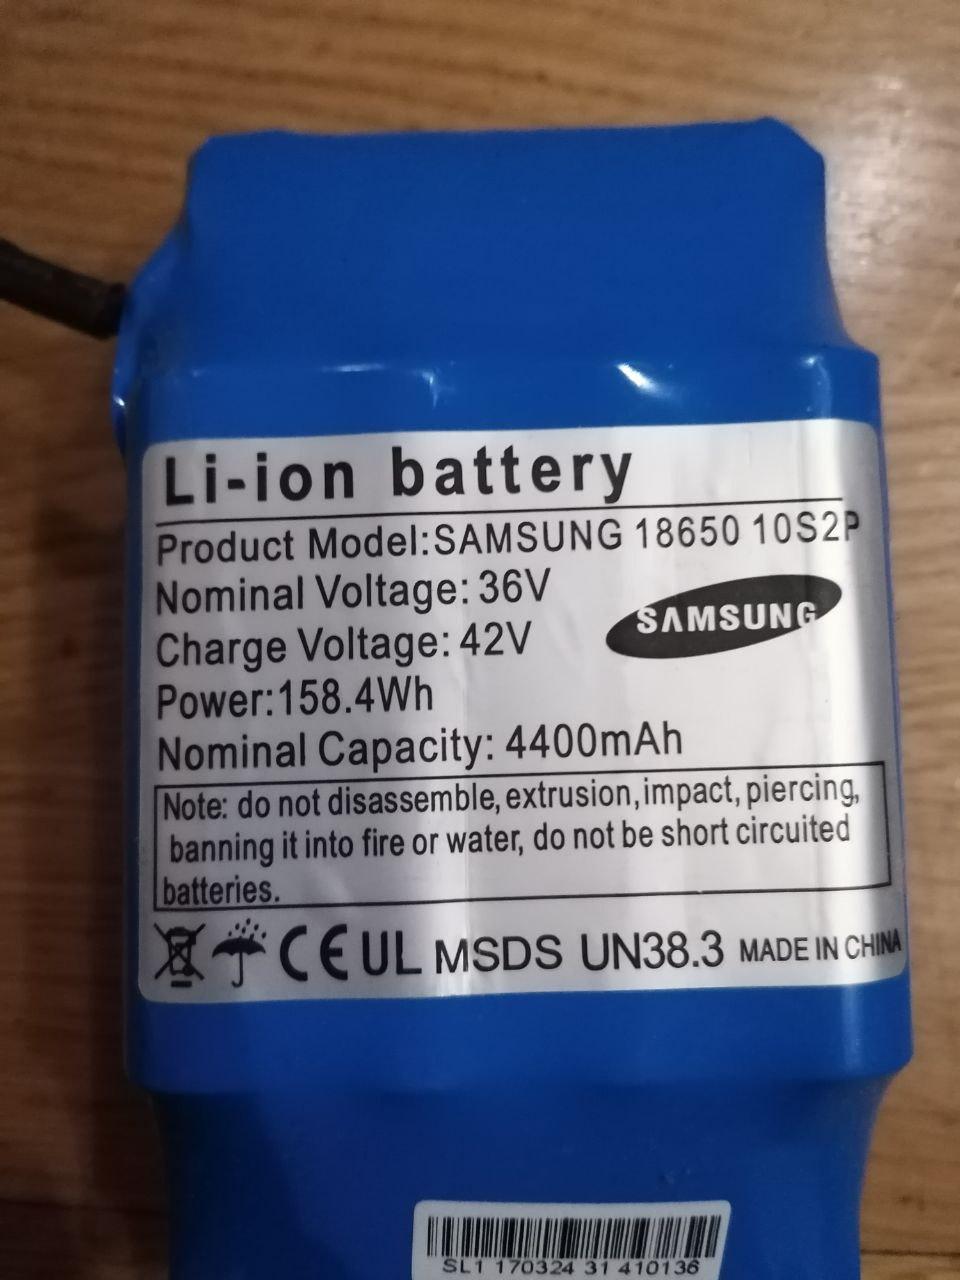 Li-ion battery
Product Model:SAMSUNG 18650 10S2P
Nominal Voltage: 36V
SAMSUNG
Charge Voltage: 42V
Power:158.4Wh
Nominal Capacity: 4400mAh
Note: do not disassemble, extrusion, impact, piercing,
banning it into fire or water, do not be short circuited
batteries.
CE UL MSDS UN38.3 MADE IN CHINA
SL1 170324 31 410136